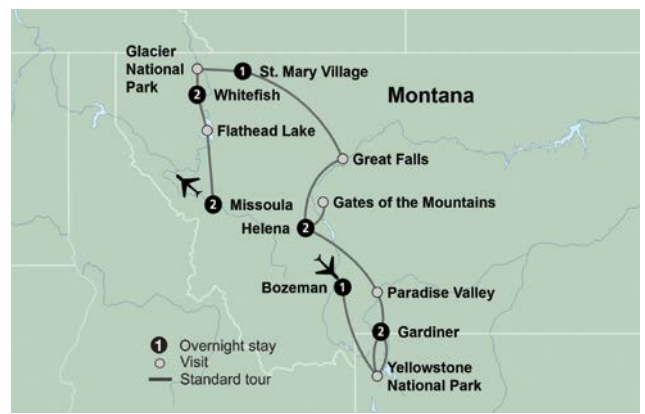 Glacier
National
Park
1 St. Mary Village
2 Whitefish
Montana
Flathead Lake
Great Falls
2 Missoula
Gates of the Mountains
Helena 2
Bozeman 1
Paradise Valley
2 Gardiner
1 Overnight stay
Visit
Standard tour
Yellowstone
National Park